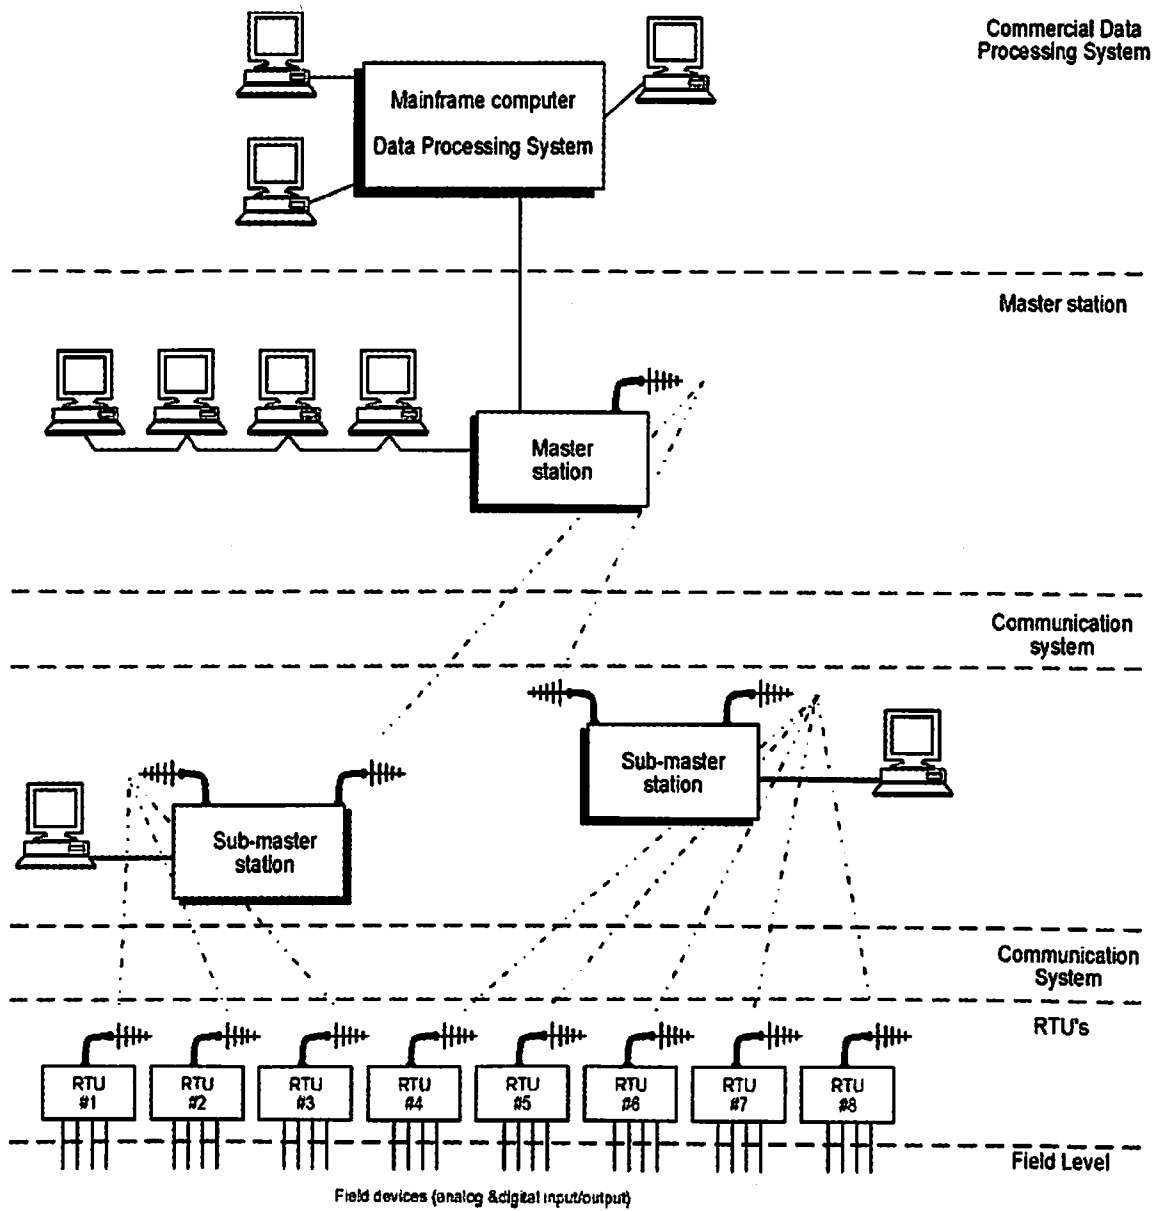 Commercial Data
Processing System
Mainframe computer
Data Processing System
Master station
Master
station
Communication
system
Sub-master
station
Sub-master
station
Communication
System
RTU's
RTU
#1
RTU
#2
RTU
#3
RTU
#4
RTU
#5
RTU
#6
RTU
#7
RTU
#8
Field Level
Field devices (analog &digital input/output)